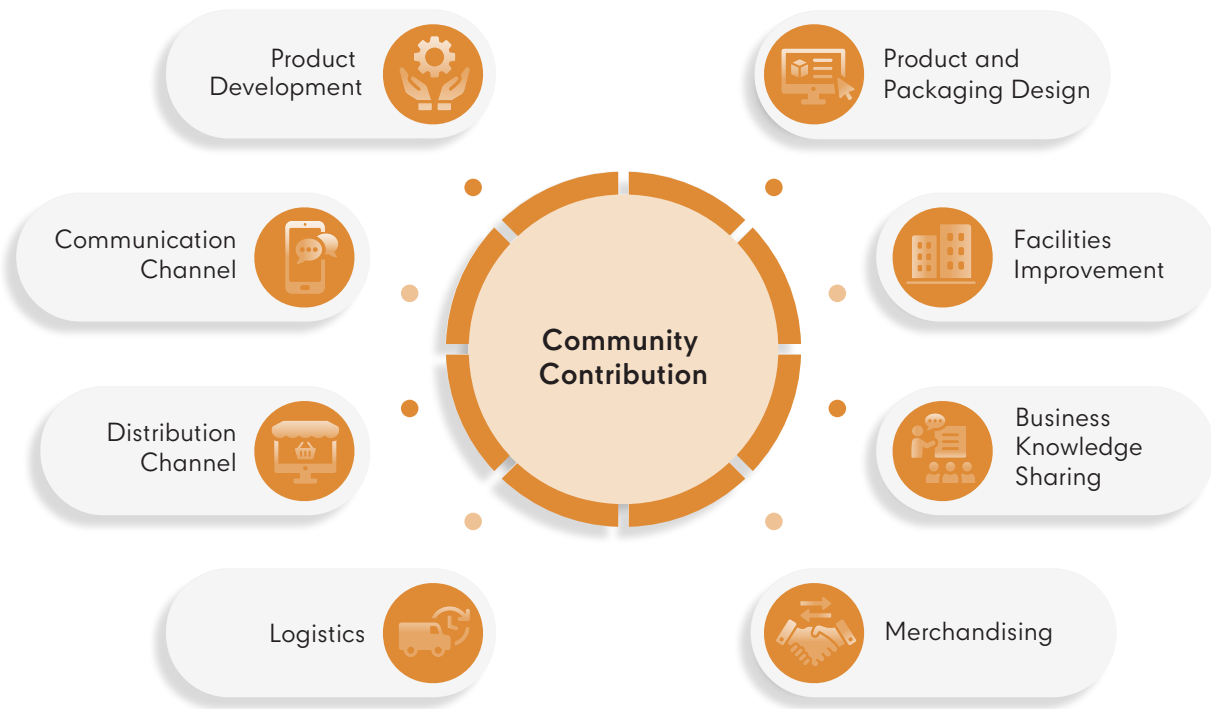 Product
Development
Product and
Packaging Design
Communication
Channel
Facilities
Improvement
Community
Contribution
Distribution
Channel
Business
Knowledge
Sharing
Logistics
Merchandising